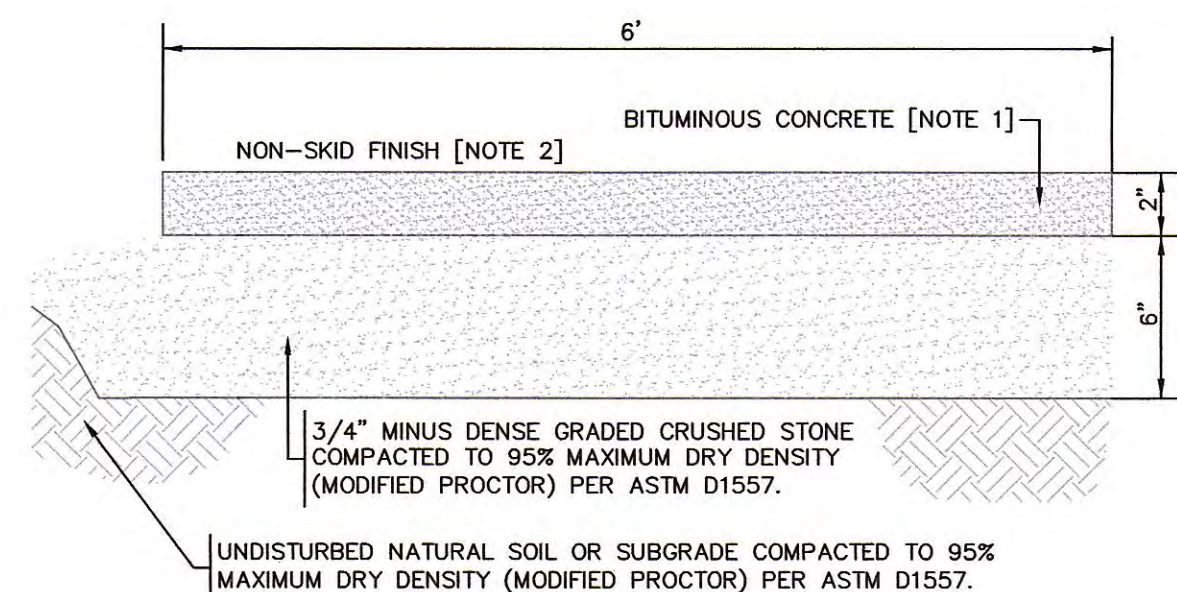 6'
BITUMINOUS CONCRETE [NOTE 1]
NON-SKID FINISH [NOTE 2]
2"
6"
3/4" MINUS DENSE GRADED CRUSHED STONE
COMPACTED TO 95% MAXIMUM DRY DENSITY
(MODIFIED PROCTOR) PER ASTM D1557.
UNDISTURBED NATURAL SOIL OR SUBGRADE COMPACTED TO 95%
MAXIMUM DRY DENSITY (MODIFIED PROCTOR) PER ASTM D1557.